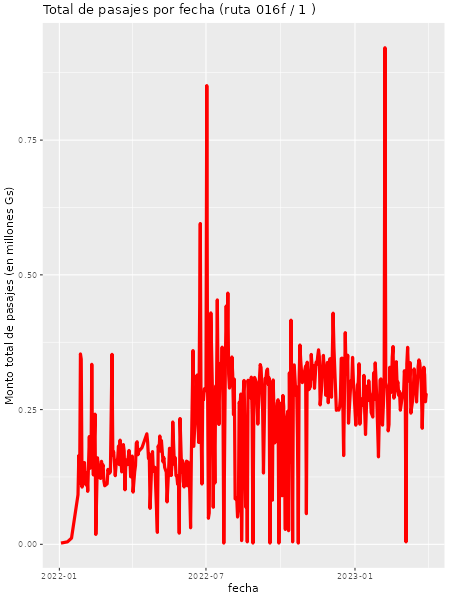 Total de pasajes por fecha (ruta 016f / 1 )
Monto total de pasajes (en millones Gs)
0.75
0.50
0.25
0.00
2022-01
2022-07
2023-01
fecha